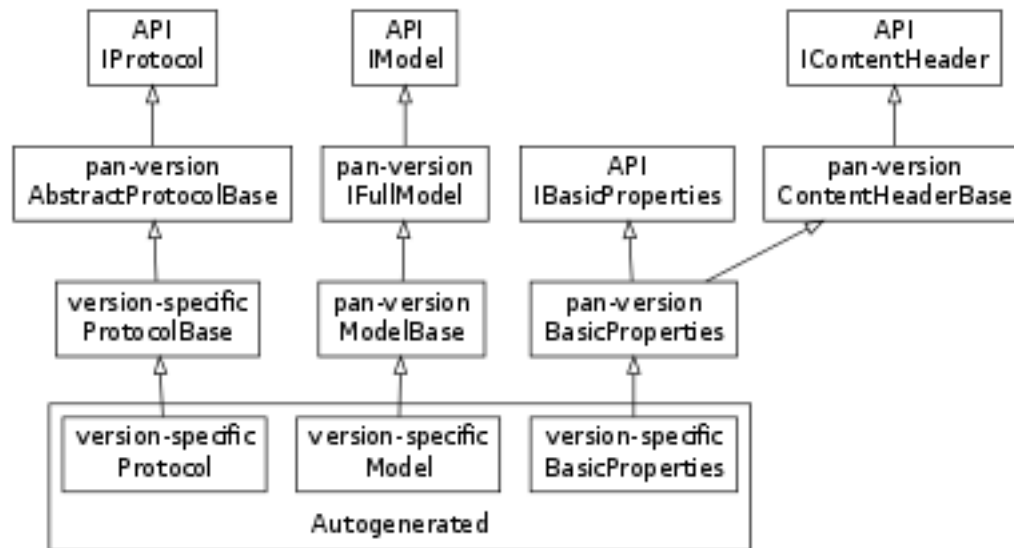 API
IProtocol
API
IModel
API
IContentHeader
pan-version
AbstractProtocolBase
pan-version
IFullModel
API
IBasicProperties
pan-version
ContentHeaderBase
version-specific
ProtocolBase
pan-version
ModelBase
pan-version
BasicProperties
version-specific
Protocol
version-specific
Model
version-specific
BasicProperties
Autogenerated